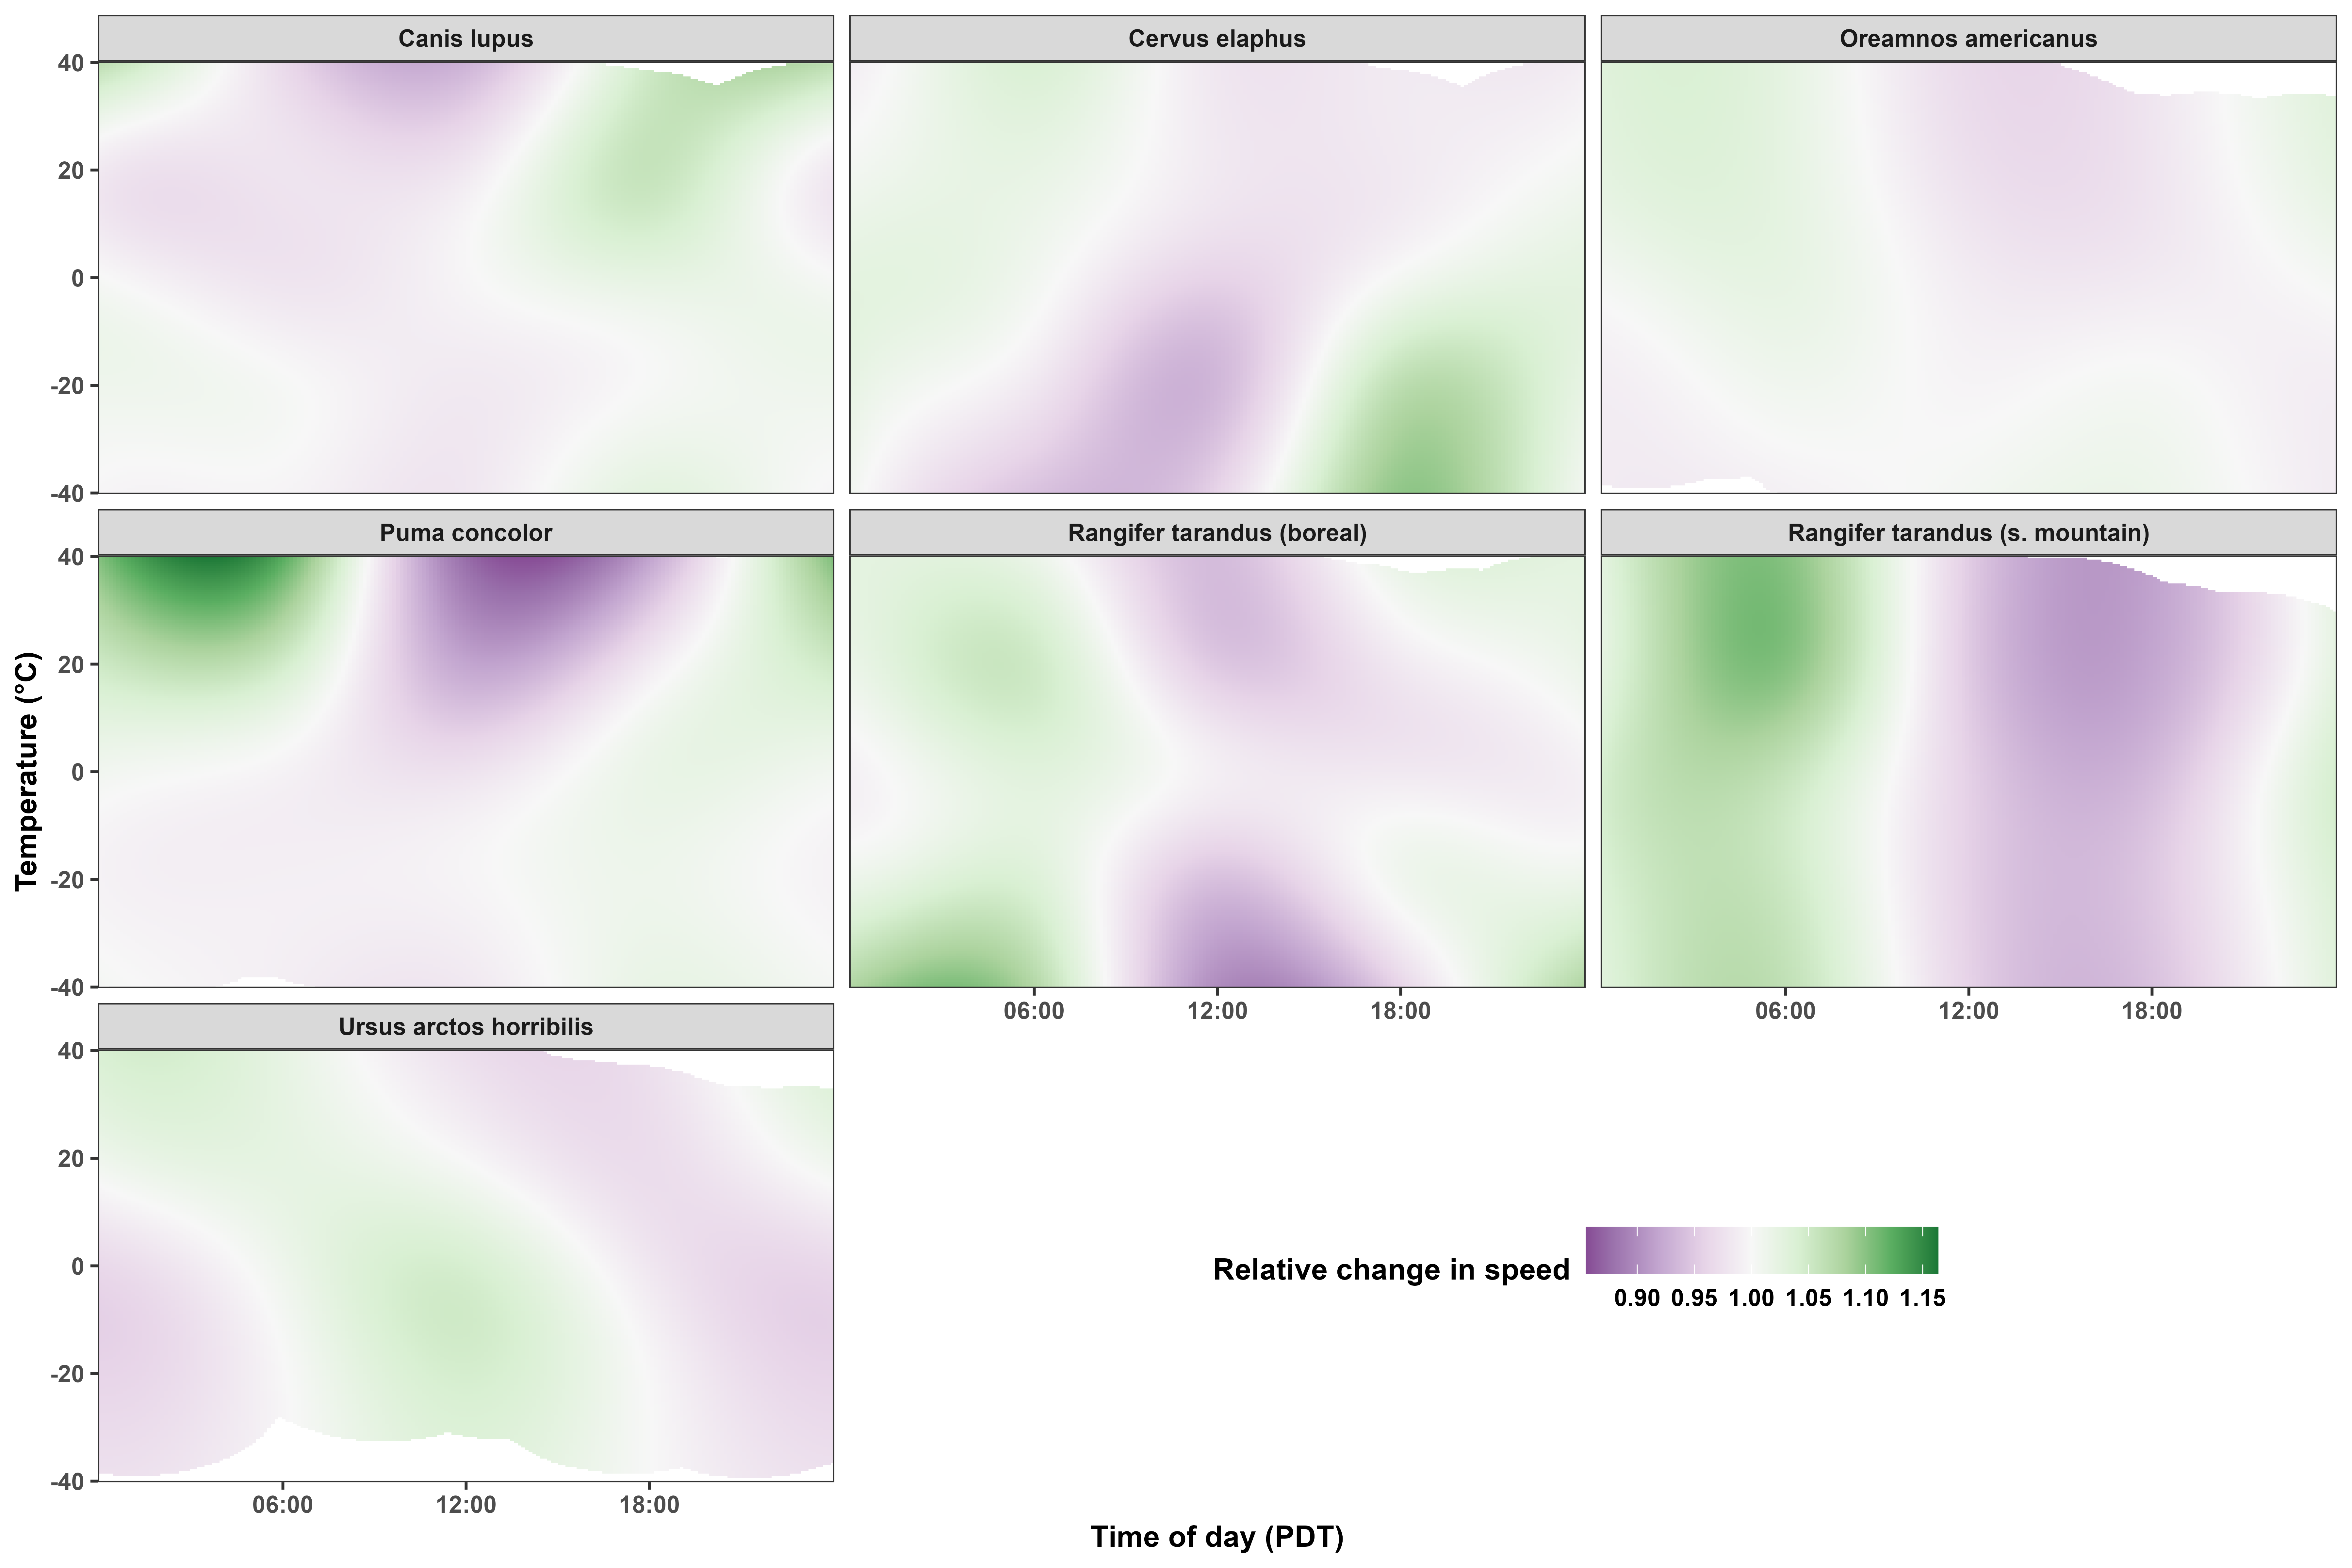 Canis lupus
Cervus elaphus
Oreamnos americanus
40
20
0
-20
-40
Puma concolor
Rangifer tarandus (boreal)
Rangifer tarandus (s. mountain)
40
20
0
-20
-40
06:00 12:00 18:00
06:00 12:00 18:00
Ursus arctos horribilis
40
20
0
-20
-40
06:00 12:00 18:00
Temperature (°C)
Time of day (PDT)
Relative change in speed
0.90 0.95 1.00 1.05 1.10 1.15